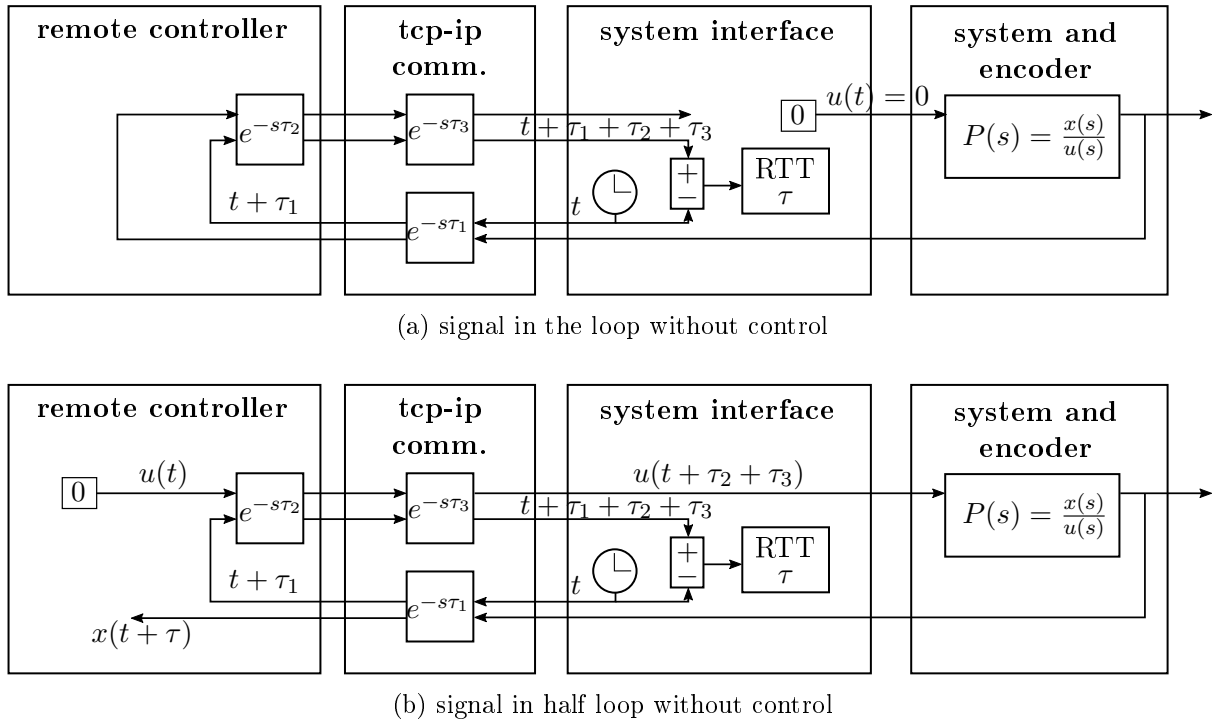 remote controller
tcp-ip
comm.
system interface
system and
encoder
e^{-sτ_2}
e^{-sτ_3}
t + τ_1 + τ_2 + τ_3
0
u(t) = 0
P(s) = \frac{x(s)}{u(s)}
+
−
RTT
τ
t + τ_1
e^{-sτ_1}
t
(a) signal in the loop without control
remote controller
tcp-ip
comm.
system interface
system and
encoder
0
u(t)
e^{-sτ_2}
e^{-sτ_3}
u(t + τ_2 + τ_3)
t + τ_1 + τ_2 + τ_3
P(s) = \frac{x(s)}{u(s)}
+
−
RTT
τ
t + τ_1
e^{-sτ_1}
t
x(t + τ)
(b) signal in half loop without control